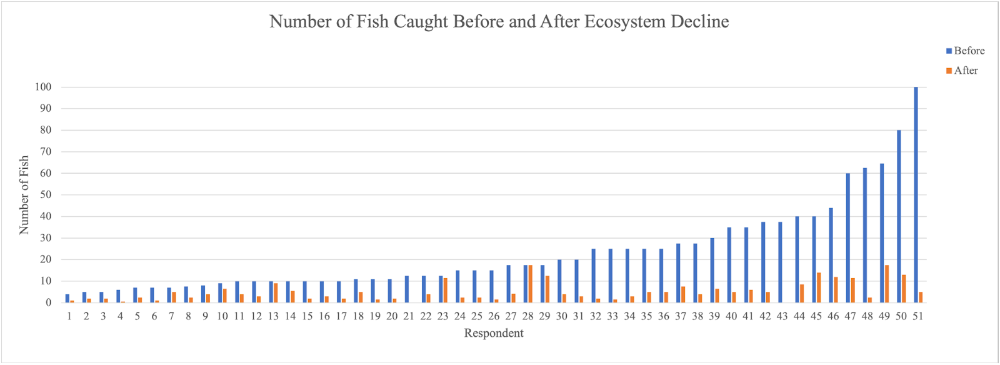 Number of Fish Caught Before and After Ecosystem Decline
Before
After
100
90
80
70
60
50
40
30
20
10
0
Number of Fish
1 2 3 4 5 6 7 8 9 10 11 12 13 14 15 16 17 18 19 20 21 22 23 24 25 26 27 28 29 30 31 32 33 34 35 36 37 38 39 40 41 42 43 44 45 46 47 48 49 50 51
Respondent